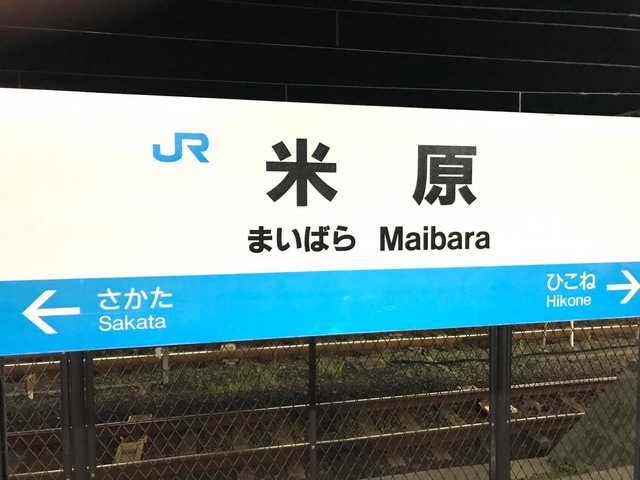 JR 米原
まいばら Maibara
← さかた
Sakata
ひこね →
Hikone